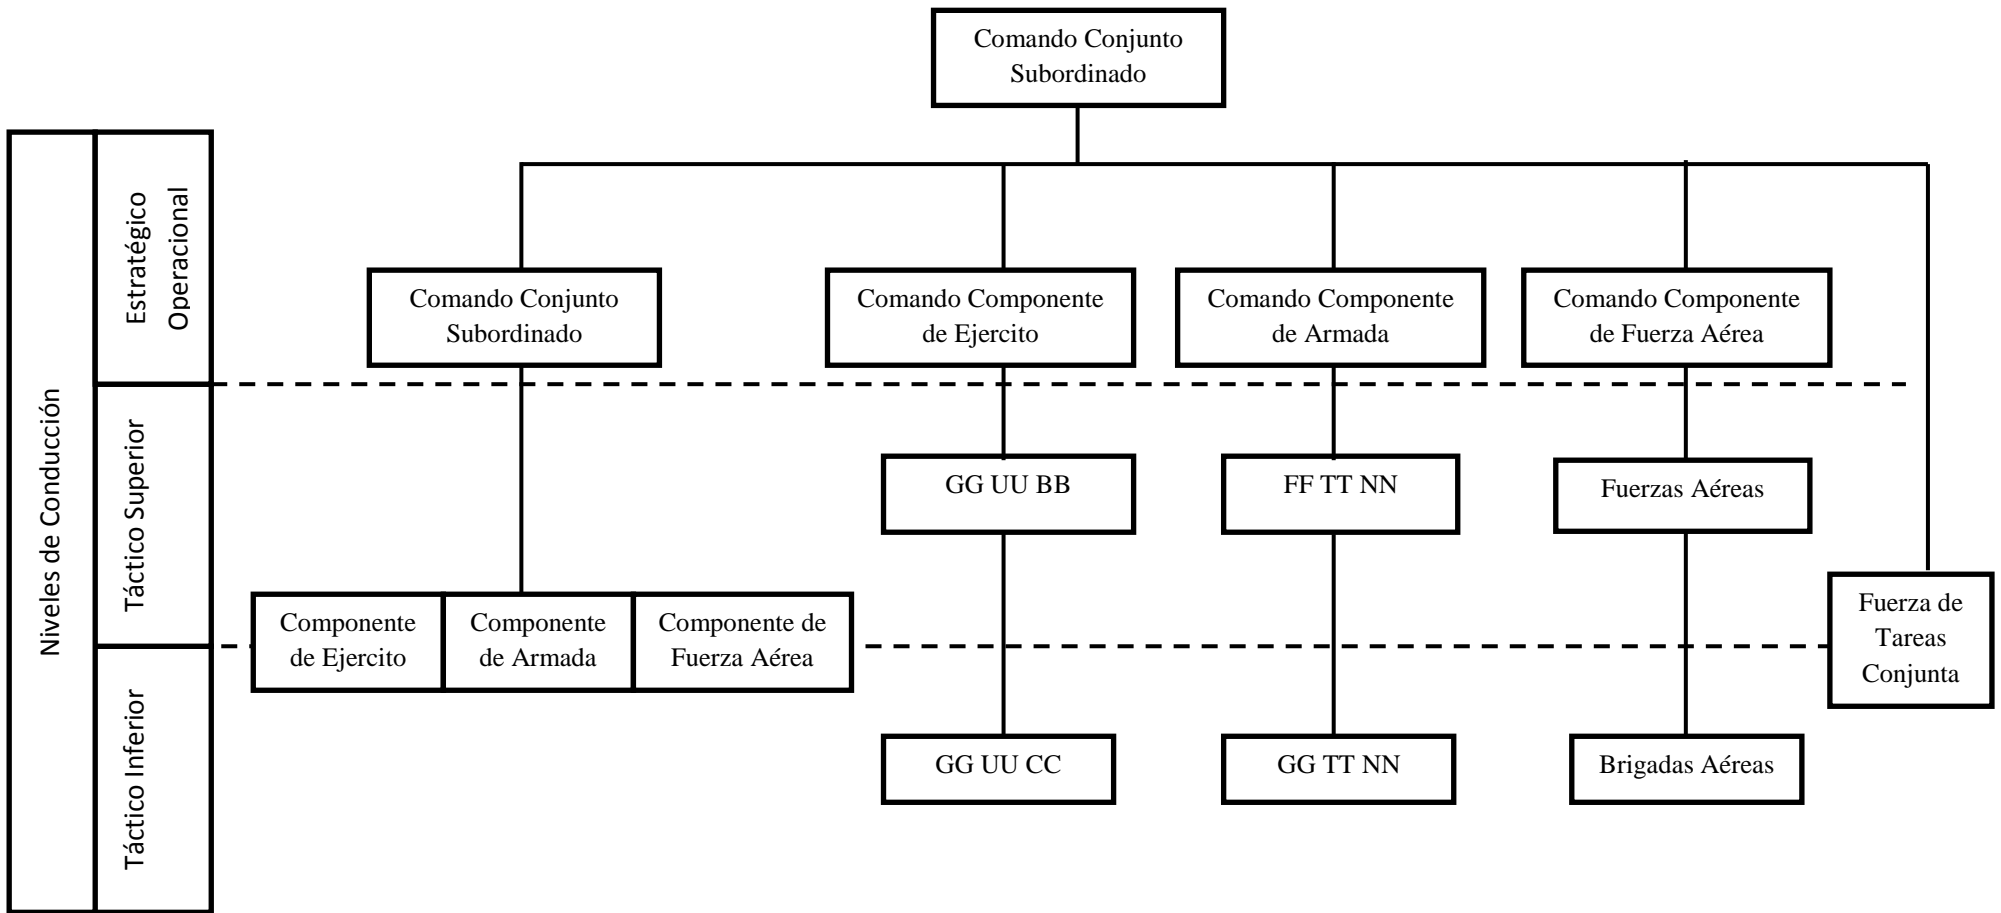 Comando Conjunto
Subordinado
Niveles de Conducción
Estratégico
Operacional
Comando Conjunto
Subordinado
Comando Componente
de Ejercito
Comando Componente
de Armada
Comando Componente
de Fuerza Aérea
Táctico Superior
GG UU BB
FF TT NN
Fuerzas Aéreas
Componente
de Ejercito
Componente
de Armada
Componente de
Fuerza Aérea
Fuerza de
Tareas
Conjunta
Táctico Inferior
GG UU CC
GG TT NN
Brigadas Aéreas